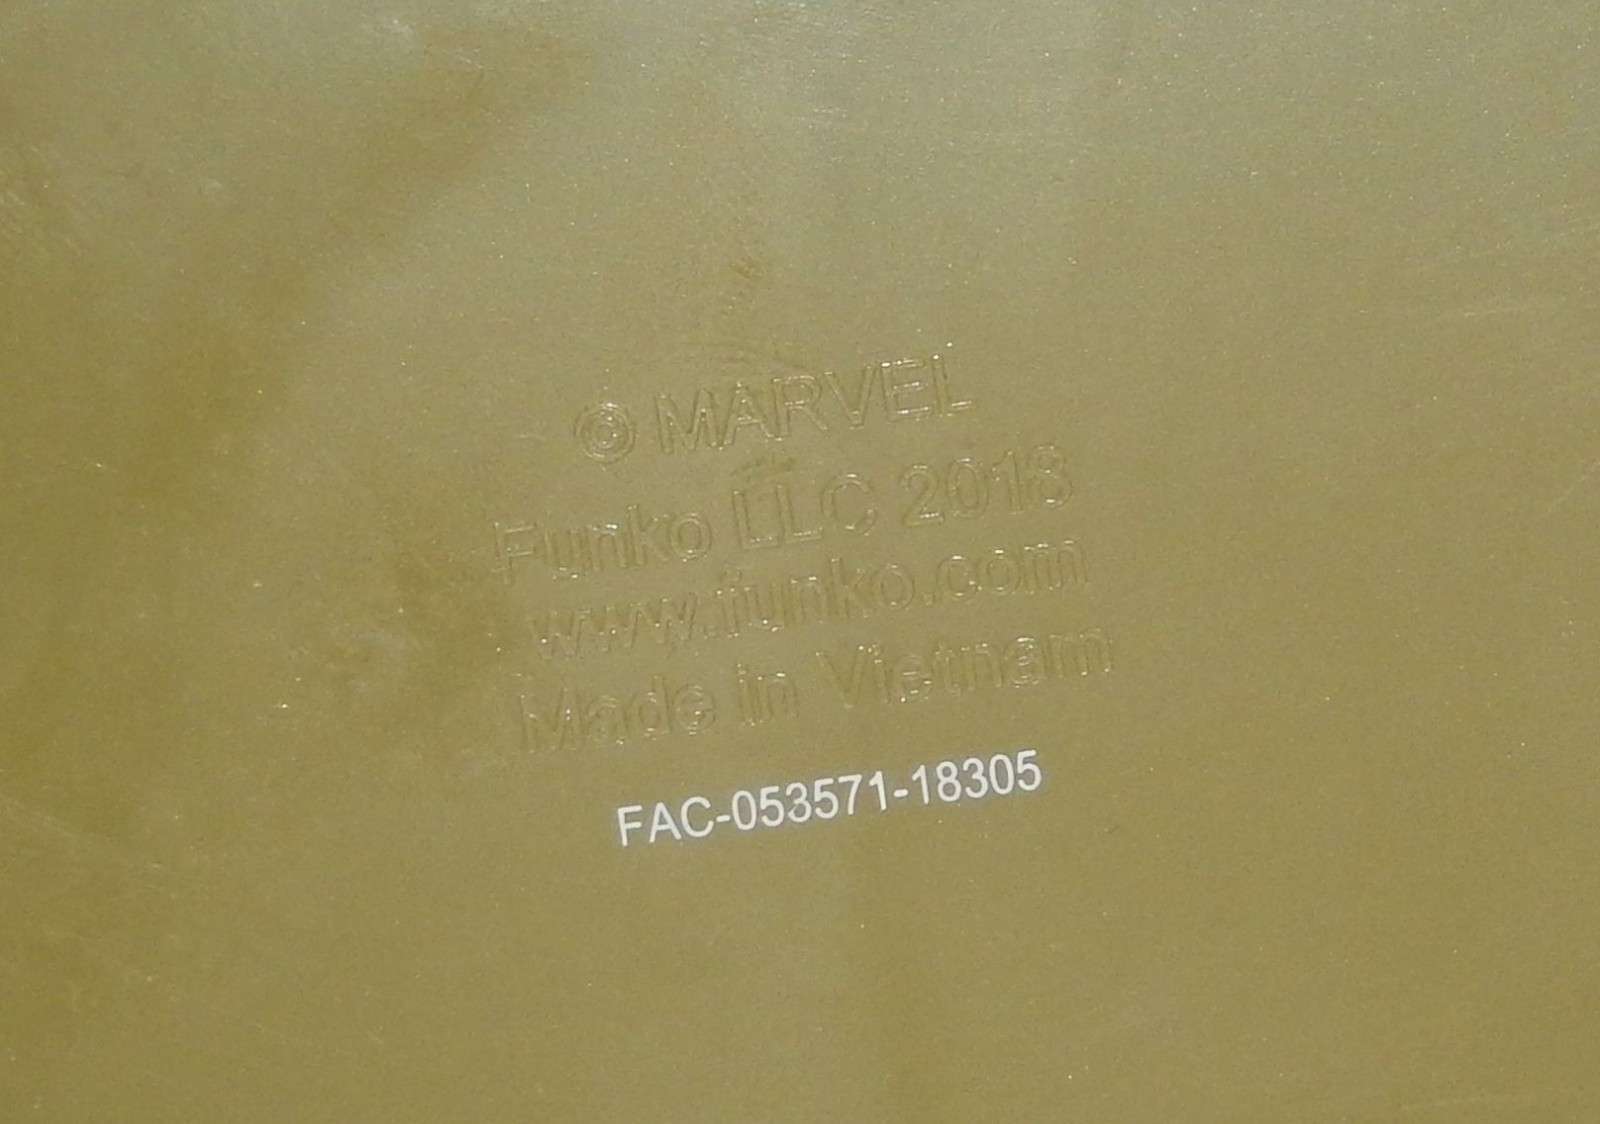 © MARVEL
Funko LLC 2018
www.funko.com
Made in Vietnam
FAC-053571-18305